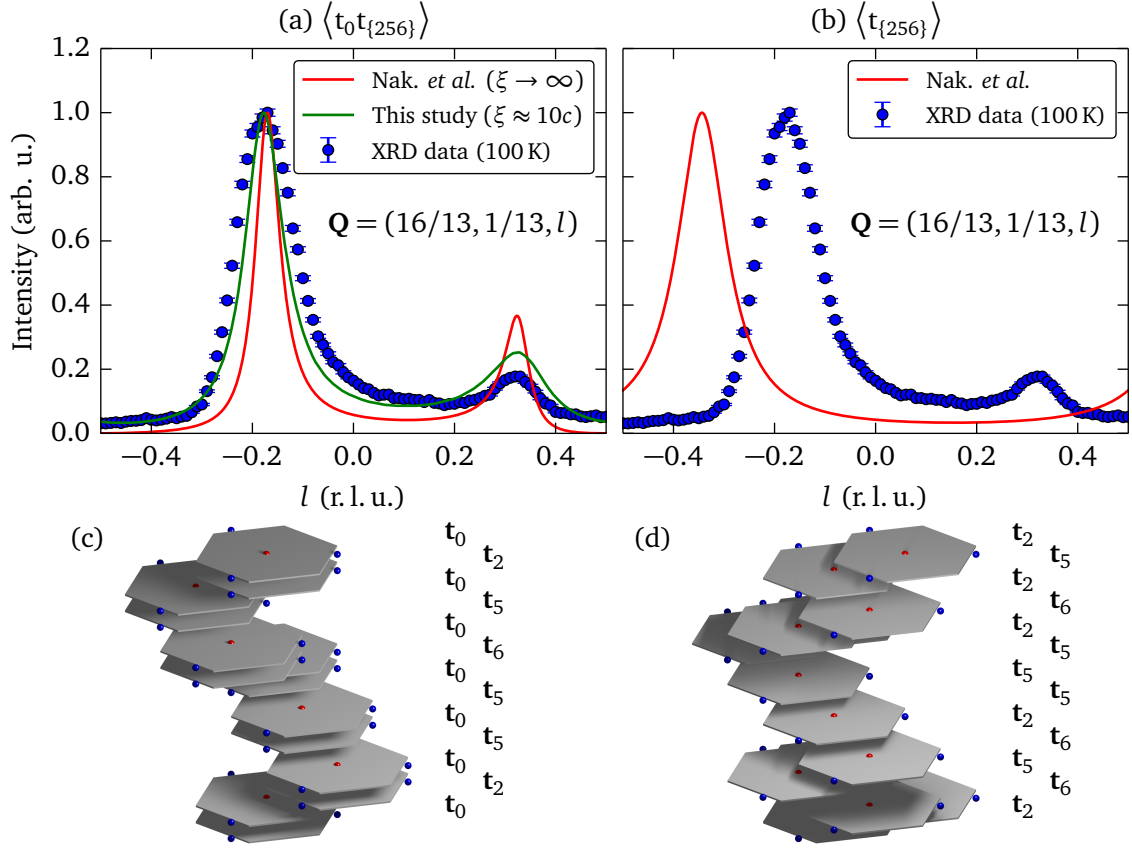 (a) ⟨t₀t{256}⟩
(b) ⟨t{256}⟩
1.2
1.0
0.8
0.6
0.4
0.2
0.0
Intensity (arb. u.)
Nak. et al. (ξ → ∞)
This study (ξ ≈ 10c)
XRD data (100 K)
Q = (16/13, 1/13, l)
Nak. et al.
XRD data (100 K)
Q = (16/13, 1/13, l)
−0.4 −0.2 0.0 0.2 0.4
−0.4 −0.2 0.0 0.2 0.4
l (r. l. u.)
l (r. l. u.)
(c)
t₀
t₂
t₀
t₅
t₀
t₆
t₀
t₅
t₀
t₅
t₀
t₂
t₀
(d)
t₂
t₅
t₂
t₆
t₂
t₅
t₅
t₅
t₂
t₆
t₅
t₆
t₂